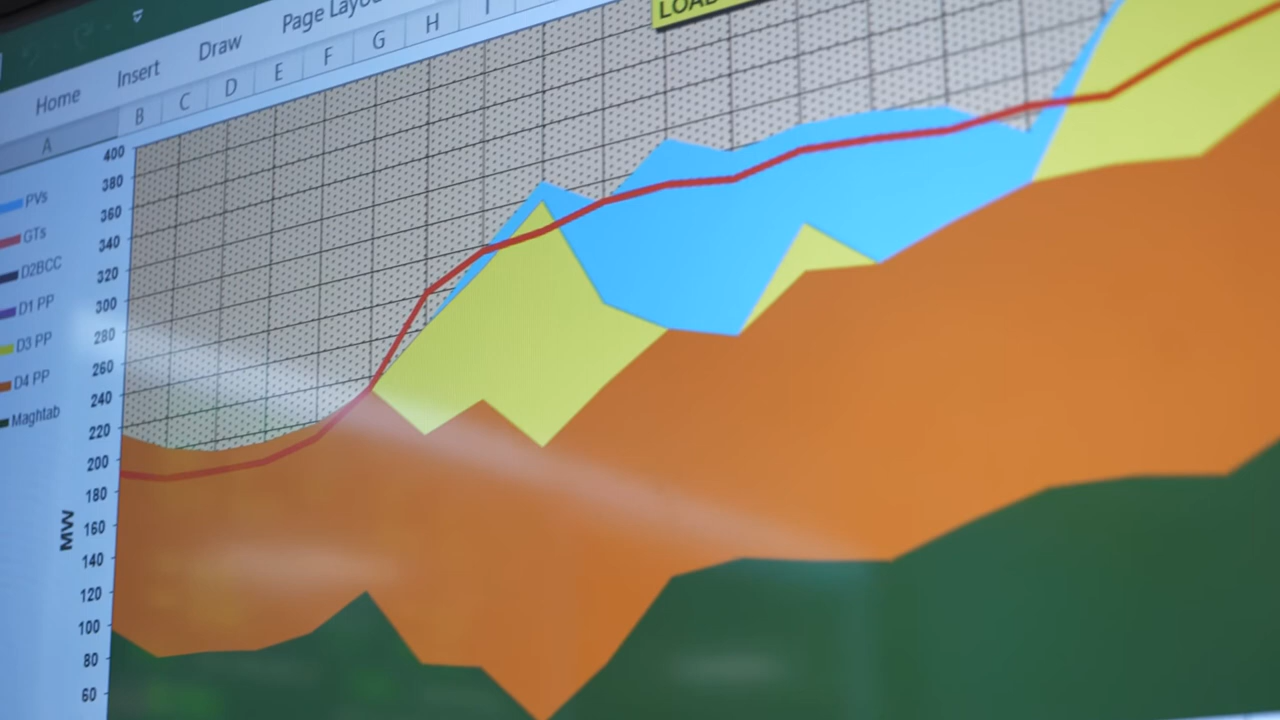 Home Insert Draw Page Layou
LOAD
A B C D E F G H I
PVs
GTs
D2BCC
D1 PP
D3 PP
D4 PP
Maghtab
MW
400
380
360
340
320
300
280
260
240
220
200
180
160
140
120
100
80
60